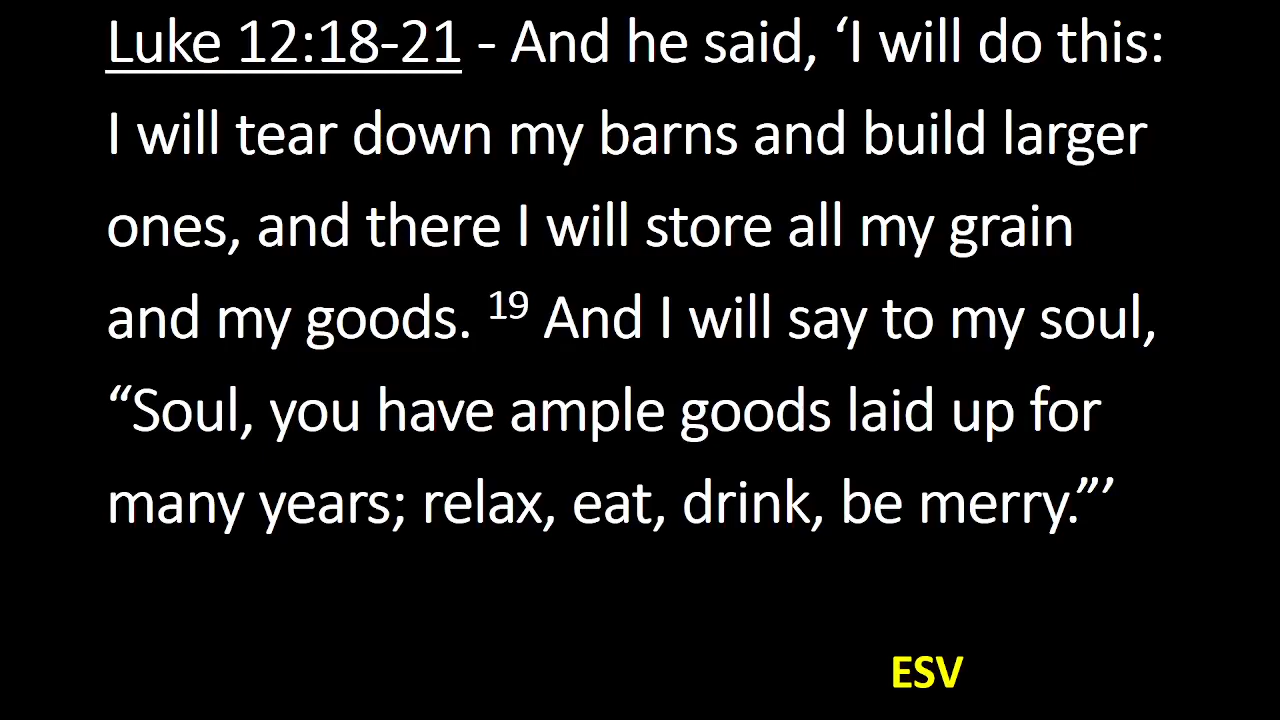 Luke 12:18-21 - And he said, ‘I will do this:
I will tear down my barns and build larger
ones, and there I will store all my grain
and my goods. 19 And I will say to my soul,
“Soul, you have ample goods laid up for
many years; relax, eat, drink, be merry.”’
ESV